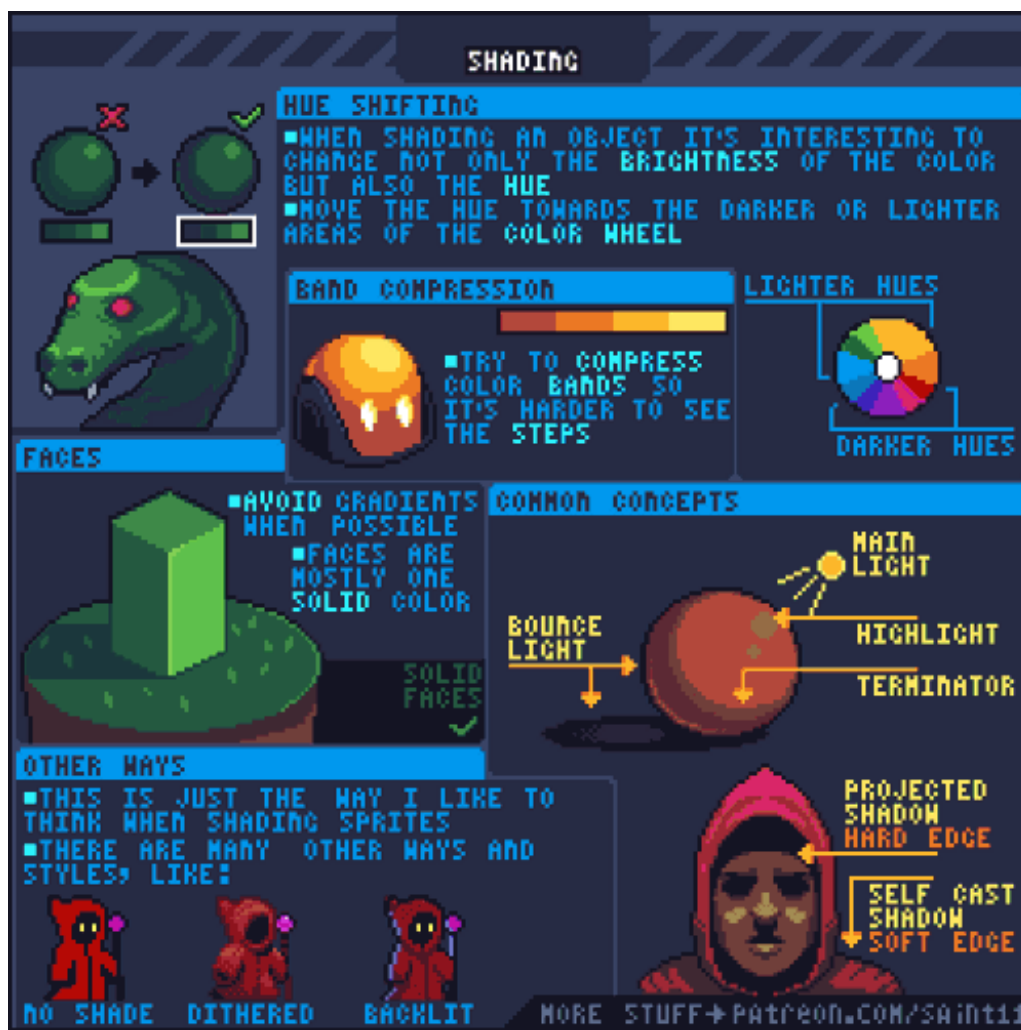 SHADING
HUE SHIFTING
WHEN SHADING AN OBJECT IT'S INTERESTING TO
CHANGE NOT ONLY THE BRIGHTNESS OF THE COLOR
BUT ALSO THE HUE
MOVE THE HUE TOWARDS THE DARKER OR LIGHTER
AREAS OF THE COLOR WHEEL
BAND COMPRESSION
TRY TO COMPRESS
COLOR BANDS SO
IT'S HARDER TO SEE
THE STEPS
LIGHTER HUES
DARKER HUES
FACES
AVOID GRADIENTS
WHEN POSSIBLE
FACES ARE
MOSTLY ONE
SOLID COLOR
SOLID
FACES
COMMON CONCEPTS
MAIN
LIGHT
BOUNCE
LIGHT
HIGHLIGHT
TERMINATOR
PROJECTED
SHADOW
HARD EDGE
SELF CAST
SHADOW
SOFT EDGE
OTHER WAYS
THIS IS JUST THE WAY I LIKE TO
THINK WHEN SHADING SPRITES
THERE ARE MANY OTHER WAYS AND
STYLES, LIKE:
NO SHADE
DITHERED
BACKLIT
MORE STUFF→PATREON.COM/SAINT11